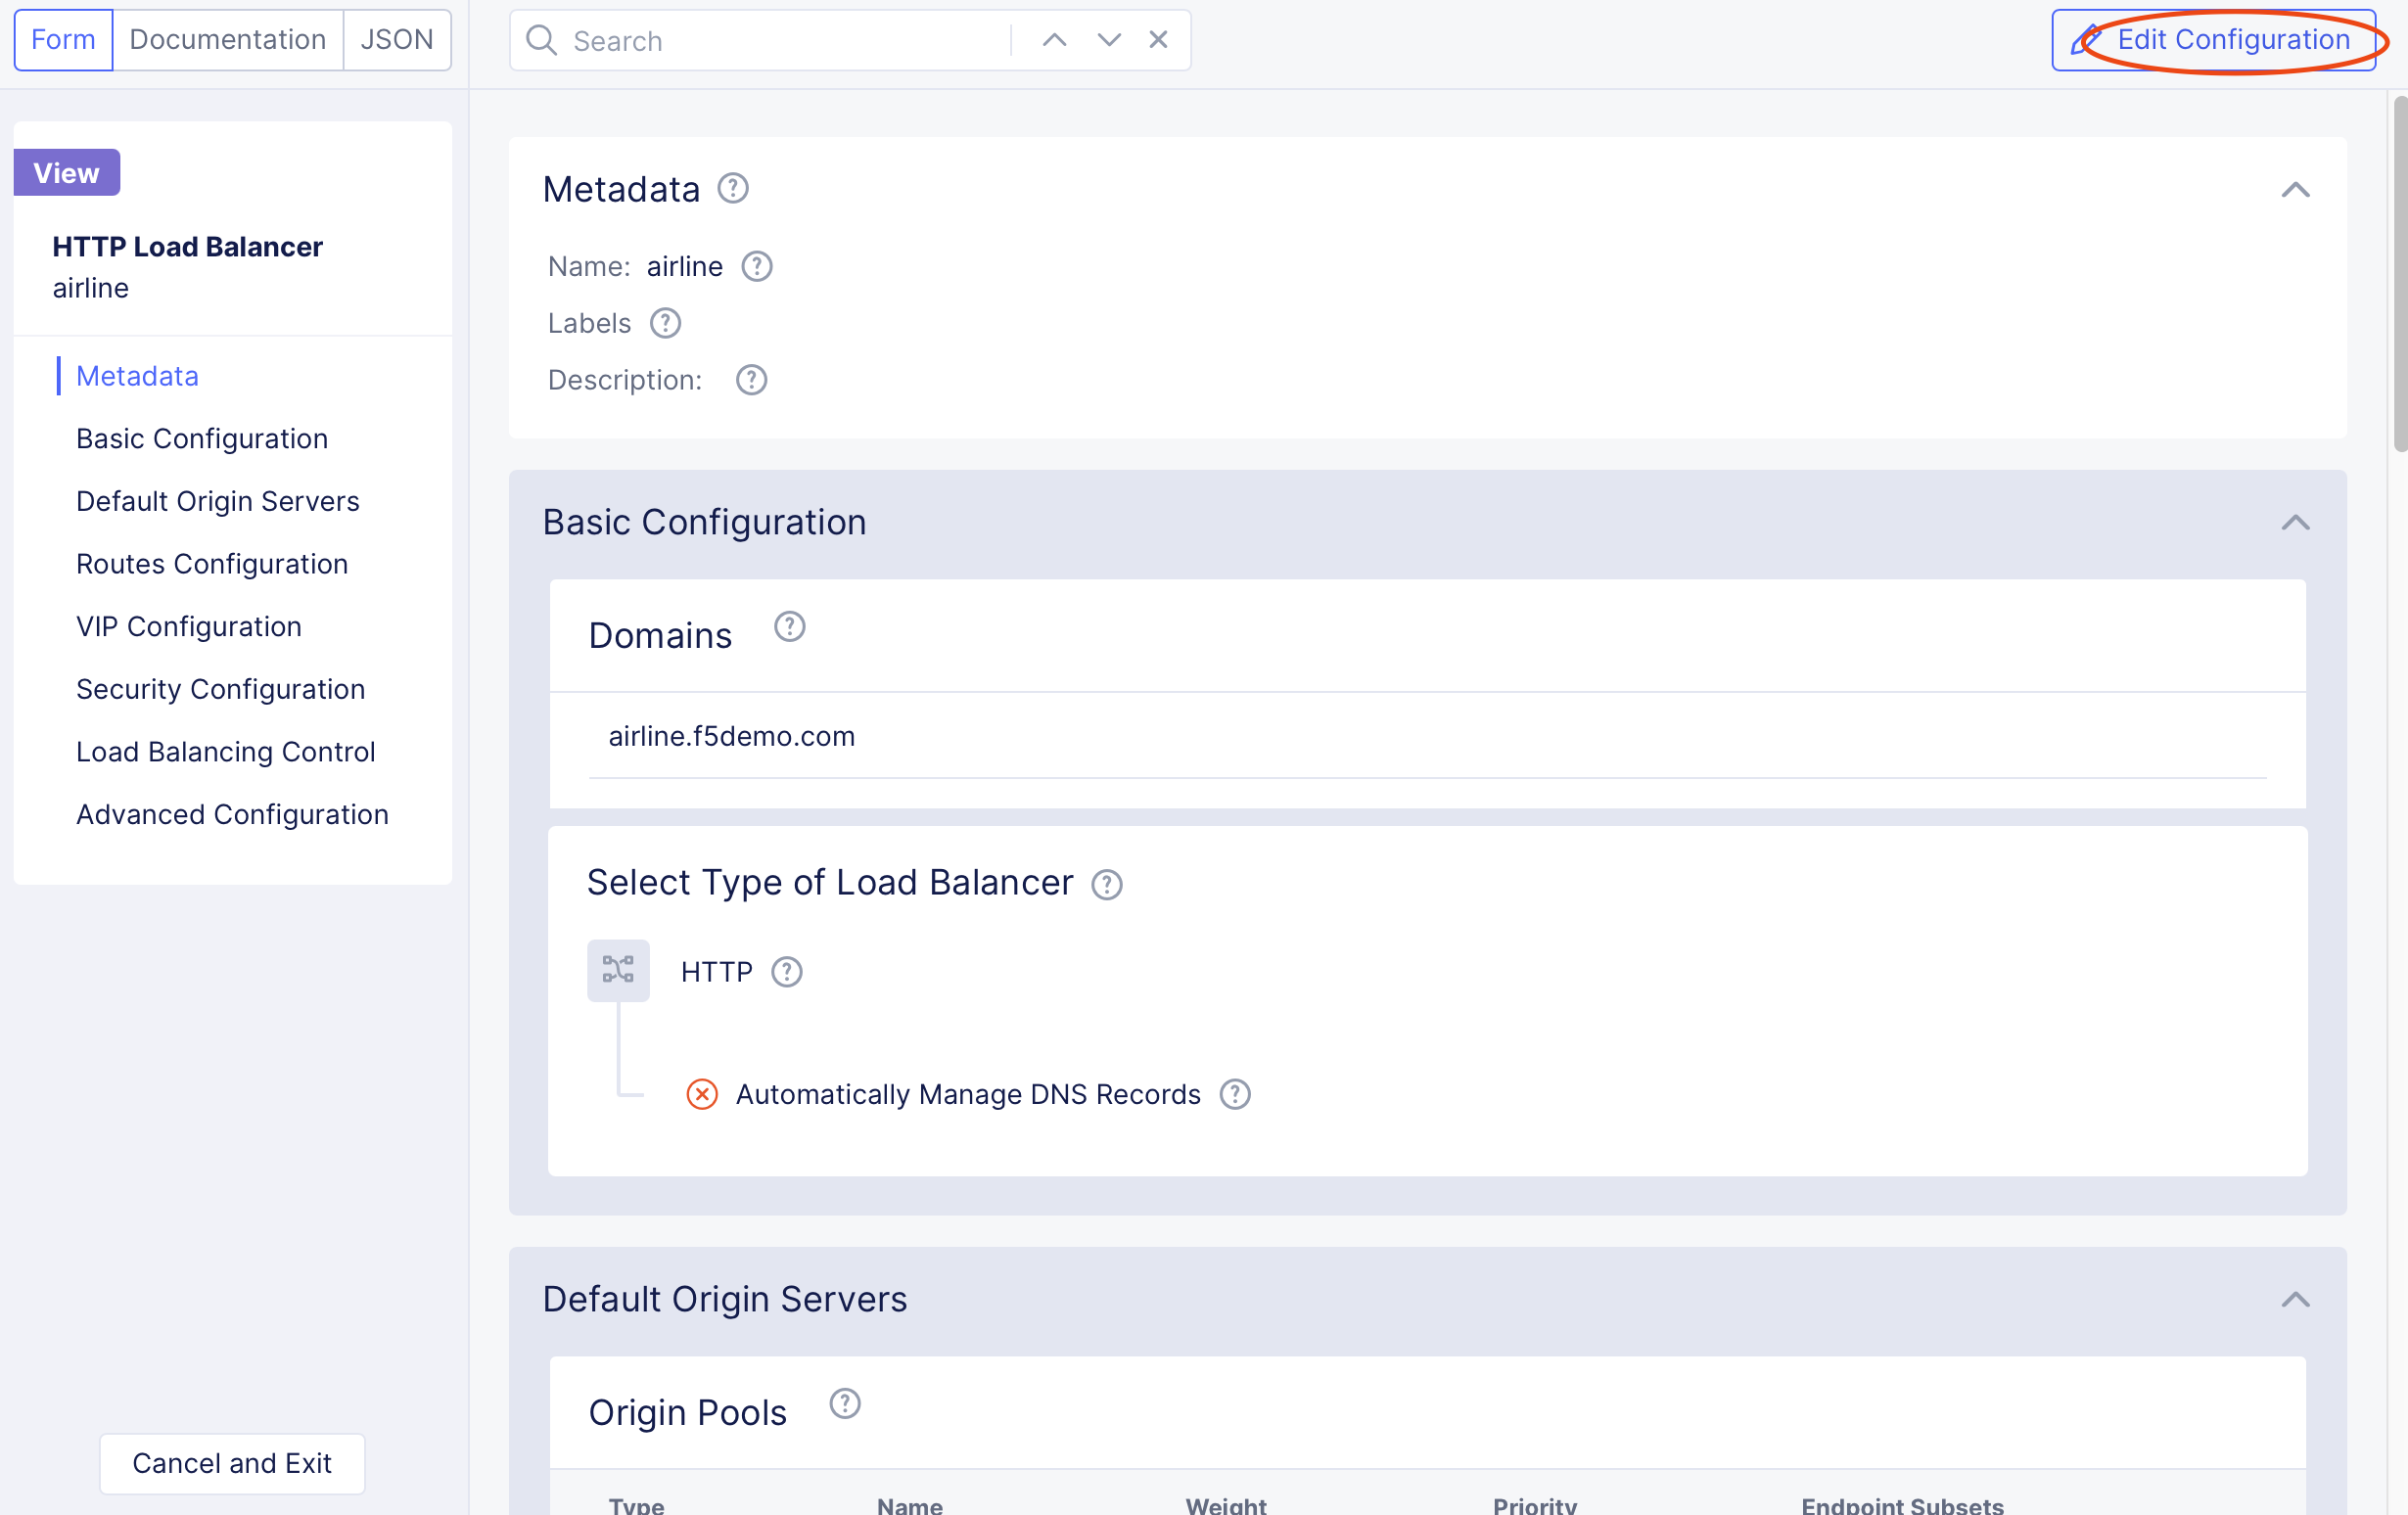 Form Documentation JSON
Search
Edit Configuration
View
HTTP Load Balancer
airline
Metadata
Basic Configuration
Default Origin Servers
Routes Configuration
VIP Configuration
Security Configuration
Load Balancing Control
Advanced Configuration
Cancel and Exit
Metadata ?
Name: airline ?
Labels ?
Description: ?
Basic Configuration
Domains ?
airline.f5demo.com
Select Type of Load Balancer ?
HTTP ?
Automatically Manage DNS Records ?
Default Origin Servers
Origin Pools ?
Type Name Weight Priority Endpoint Subsets